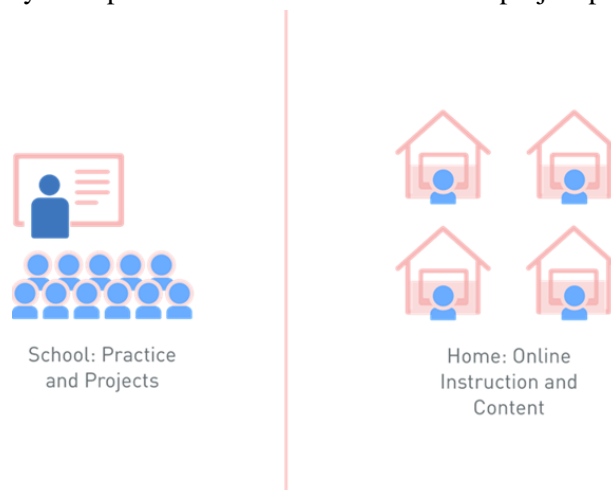 School: Practice
and Projects
Home: Online
Instruction and
Content